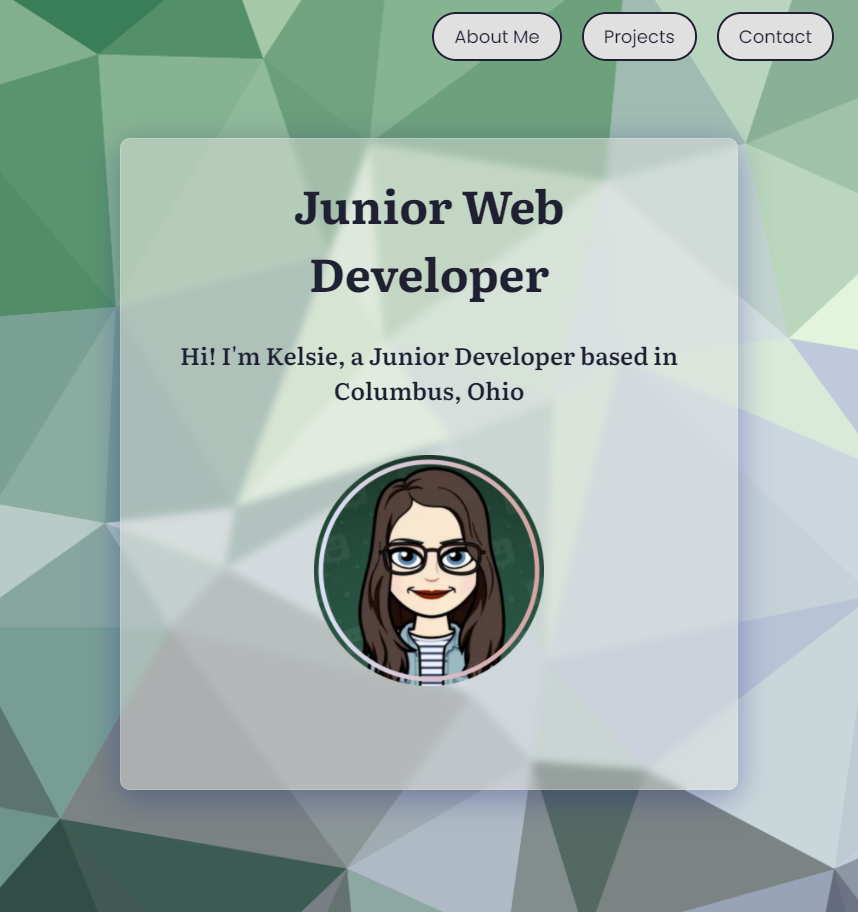 About Me
Projects
Contact
Junior Web
Developer
Hi! I'm Kelsie, a Junior Developer based in
Columbus, Ohio